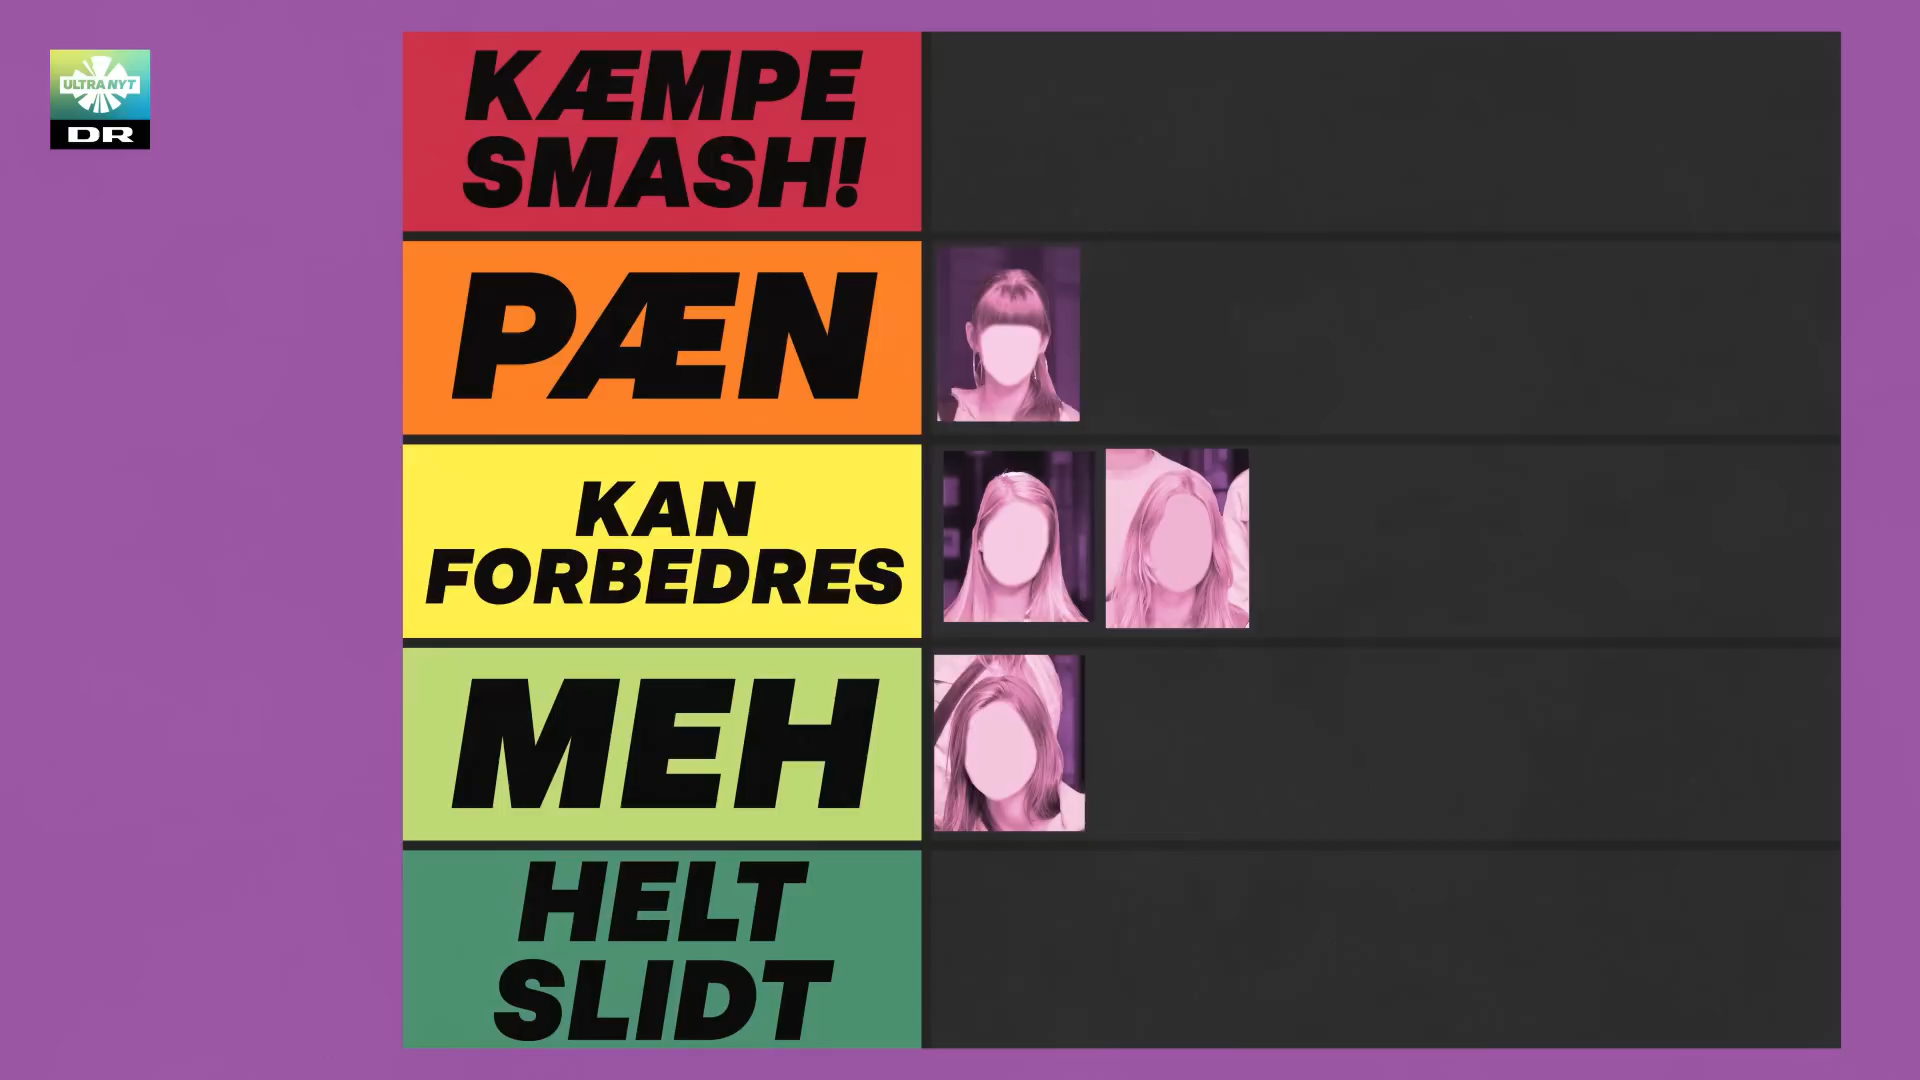 ULTRA NYT
DR
KÆMPE
SMASH!
PÆN
KAN
FORBEDRES
MEH
HELT
SLIDT